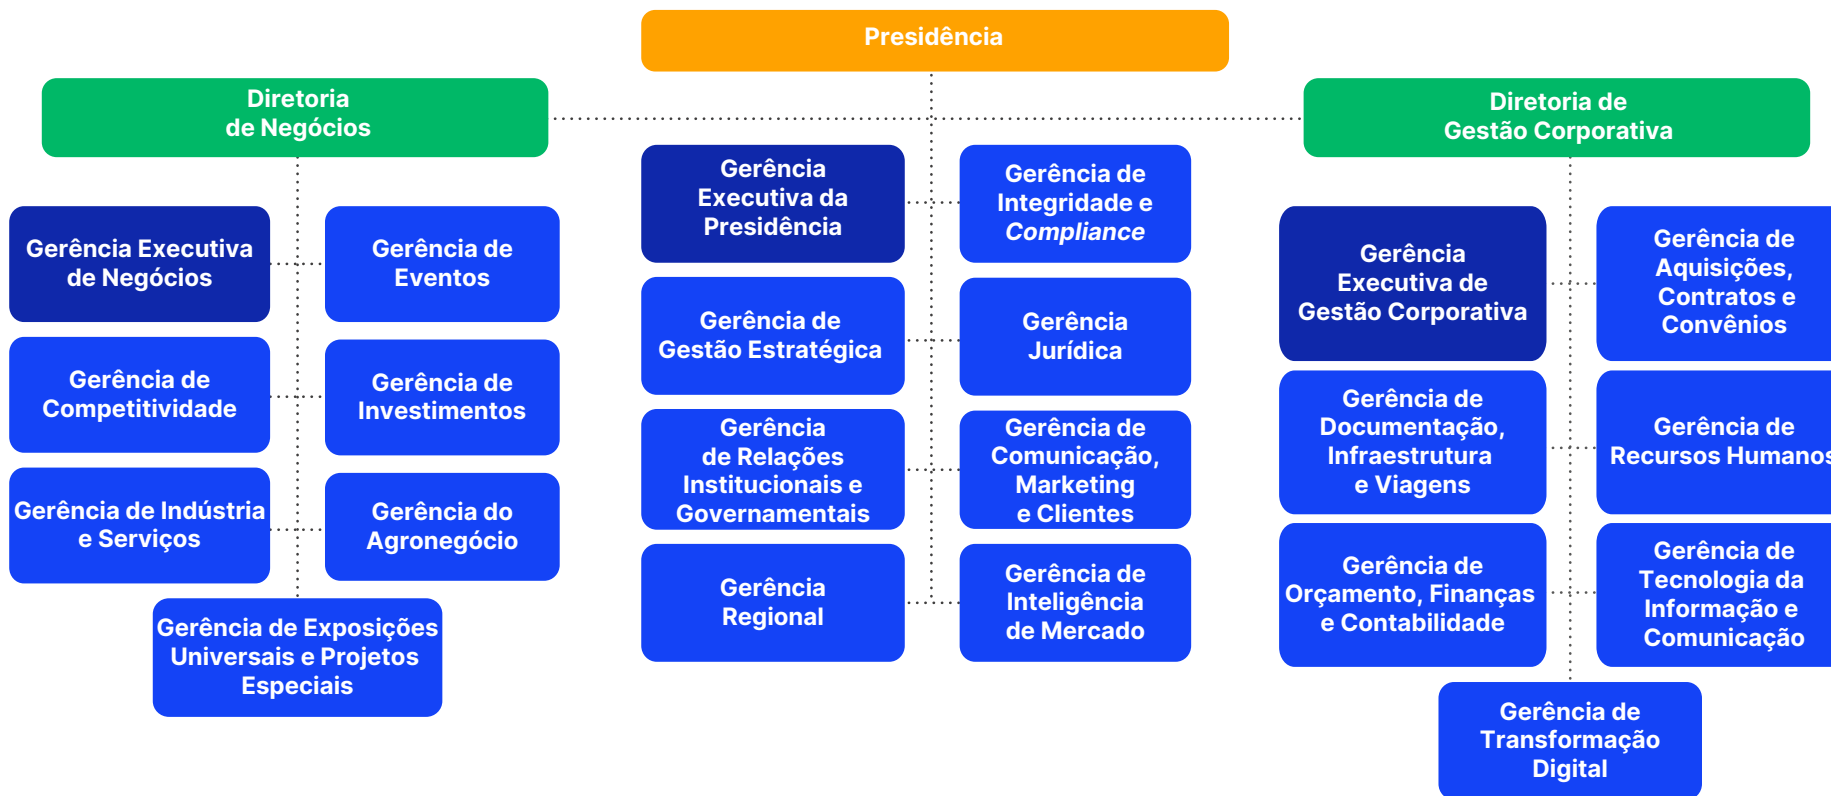 Presidência
Diretoria
de Negócios
Gerência Executiva
de Negócios
Gerência de
Eventos
Gerência de
Competitividade
Gerência de
Investimentos
Gerência de Indústria
e Serviços
Gerência do
Agronegócio
Gerência de Exposições
Universais e Projetos
Especiais
Gerência
Executiva da
Presidência
Gerência de
Integridade e
Compliance
Gerência de
Gestão Estratégica
Gerência
Jurídica
Gerência
de Relações
Institucionais e
Governamentais
Gerência de
Comunicação,
Marketing
e Clientes
Gerência
Regional
Gerência de
Inteligência
de Mercado
Diretoria de
Gestão Corporativa
Gerência
Executiva de
Gestão Corporativa
Gerência de
Aquisições,
Contratos e
Convênios
Gerência de
Documentação,
Infraestrutura
e Viagens
Gerência de
Recursos Humanos
Gerência de
Orçamento, Finanças
e Contabilidade
Gerência de
Tecnologia da
Informação e
Comunicação
Gerência de
Transformação
Digital